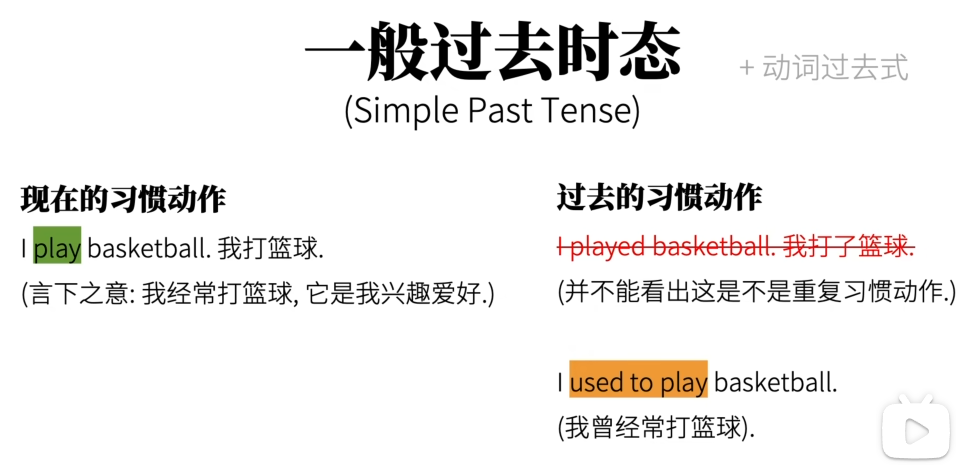 一般过去时态
+ 动词过去式
(Simple Past Tense)
现在的习惯动作
I play basketball. 我打篮球.
(言下之意: 我经常打篮球, 它是我兴趣爱好.)
过去的习惯动作
I played basketball. 我打了篮球.
(并不能看出这是不是重复习惯动作.)
I used to play basketball.
(我曾经常打篮球).